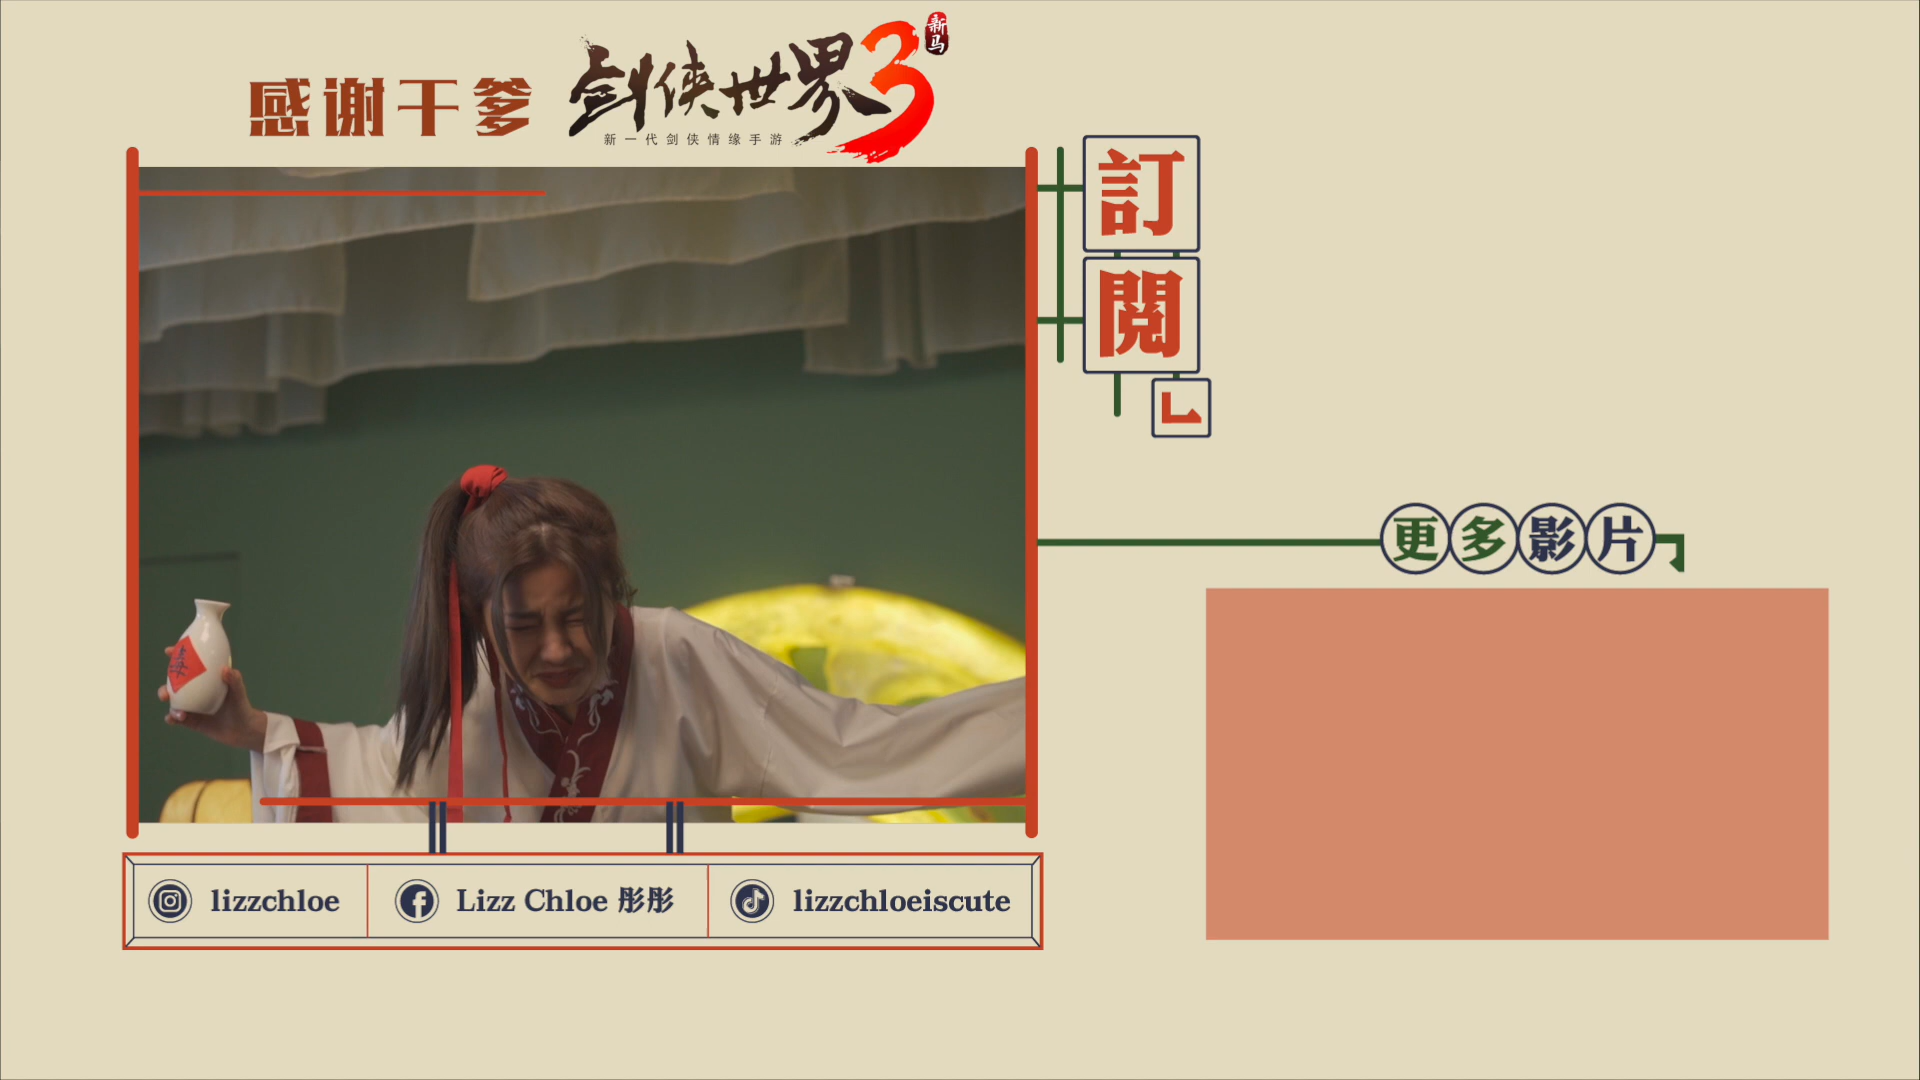 感谢干爹
剑侠世界3
新马
新一代剑侠情缘手游
訂
閱
更多影片
lizzchloe
Lizz Chloe 彤彤
lizzchloeiscute